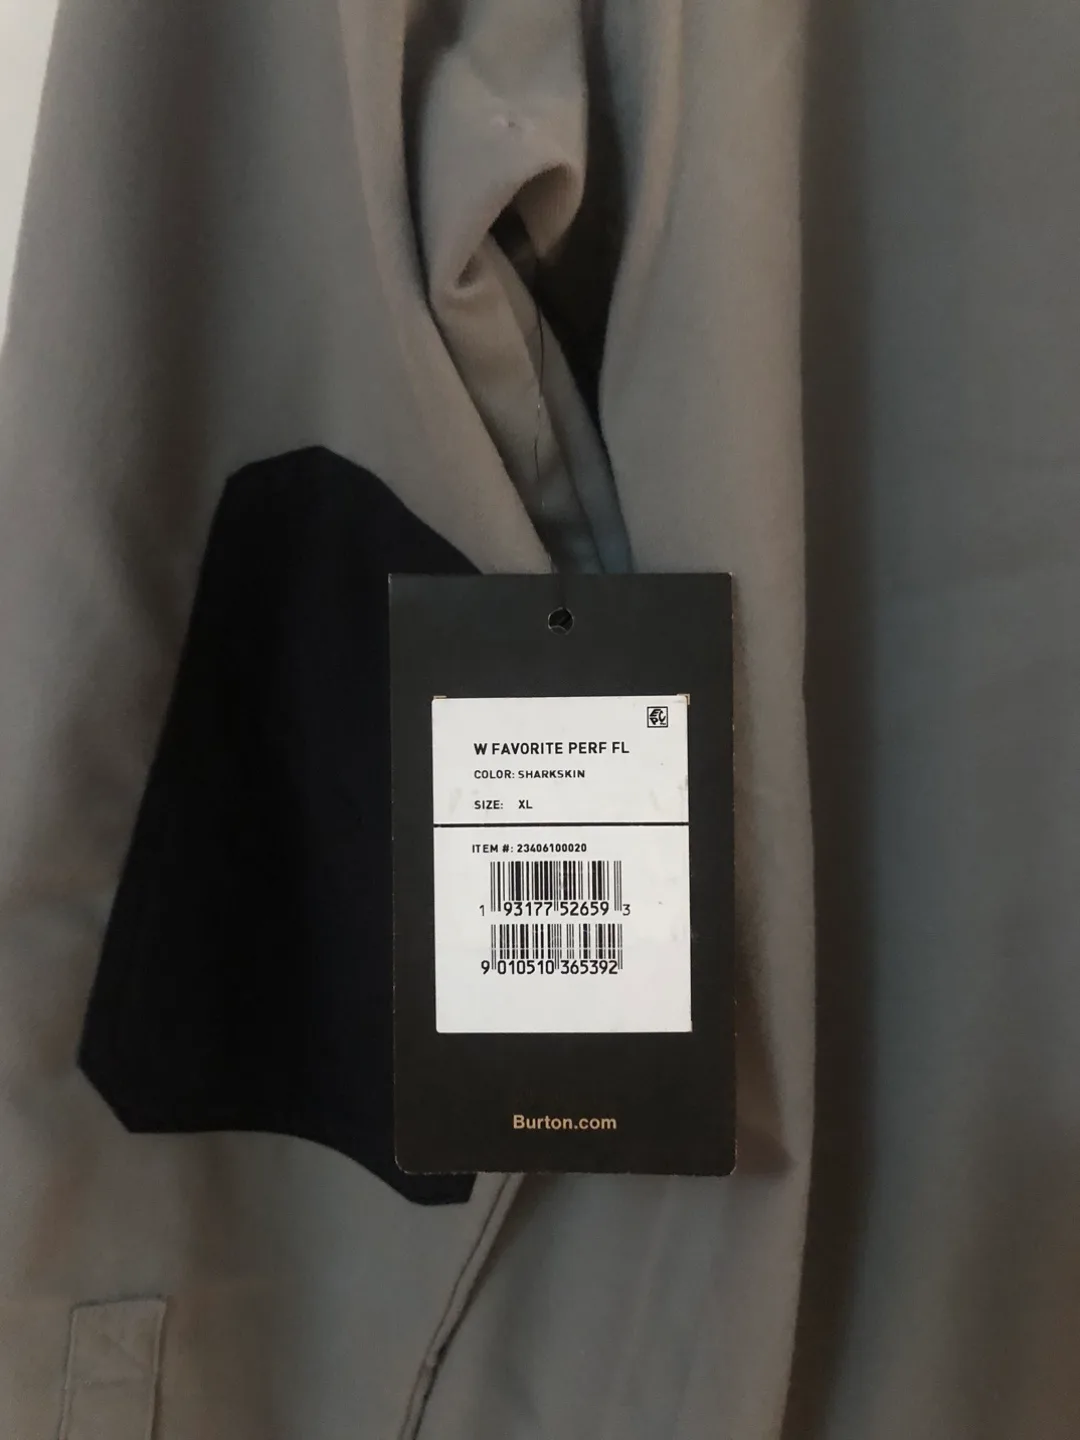 W FAVORITE PERF FL
COLOR: SHARKSKIN
SIZE: XL
ITEM #: 23406100020
1 93177 52659 3
9 010510 365392
Burton.com